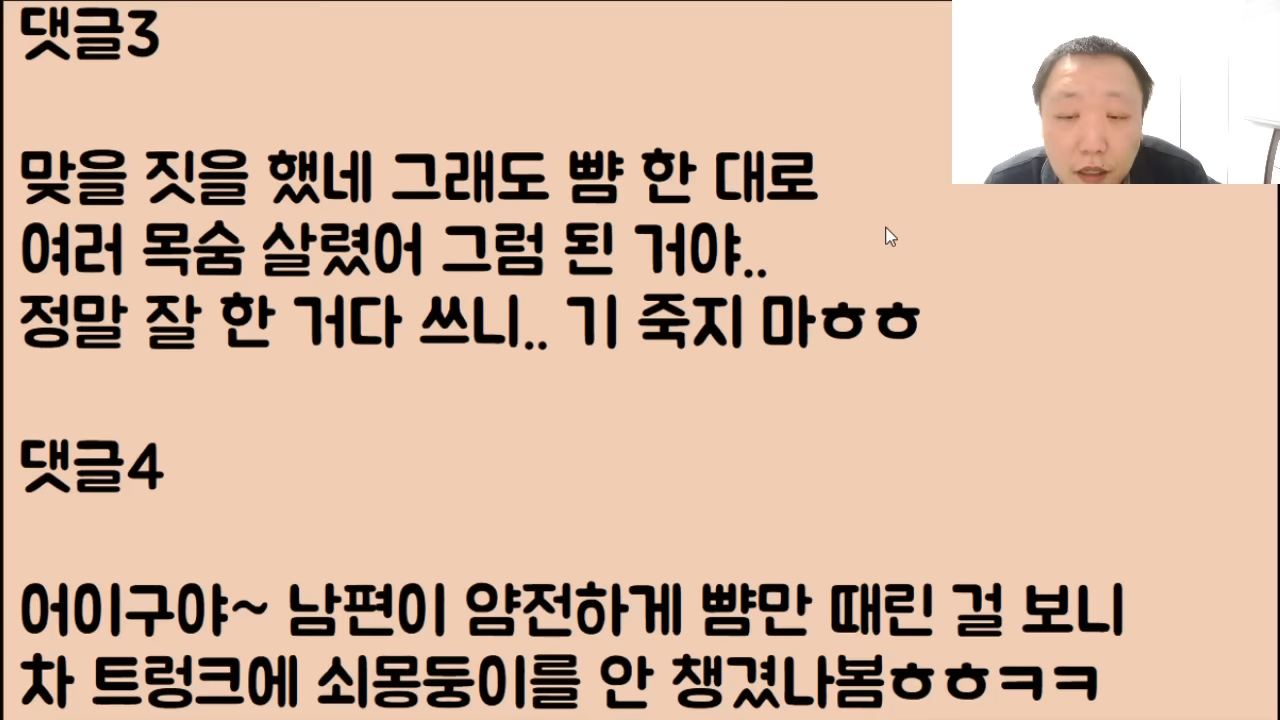 댓글3
맞을 짓을 했네 그래도 뺨 한 대로
여러 목숨 살렸어 그럼 된 거야..
정말 잘 한 거다 쓰니.. 기 죽지 마ㅎㅎ
댓글4
어이구야~ 남편이 얌전하게 뺨만 때린 걸 보니
차 트렁크에 쇠몽둥이를 안 챙겼나봄ㅎㅎㅋㅋ